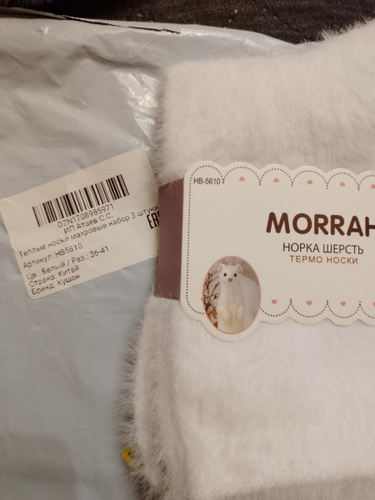 OZN1708985971
ИП Атаев С.С.
Теплые носки махровые набор 3 штуки
Артикул: HB5610
Цв.: Белый / Раз.: 36-41
Страна: Китай
Бренд: Кушан
EAC
HB-5610
MORRAH
НОРКА ШЕРСТЬ
ТЕРМО НОСКИ